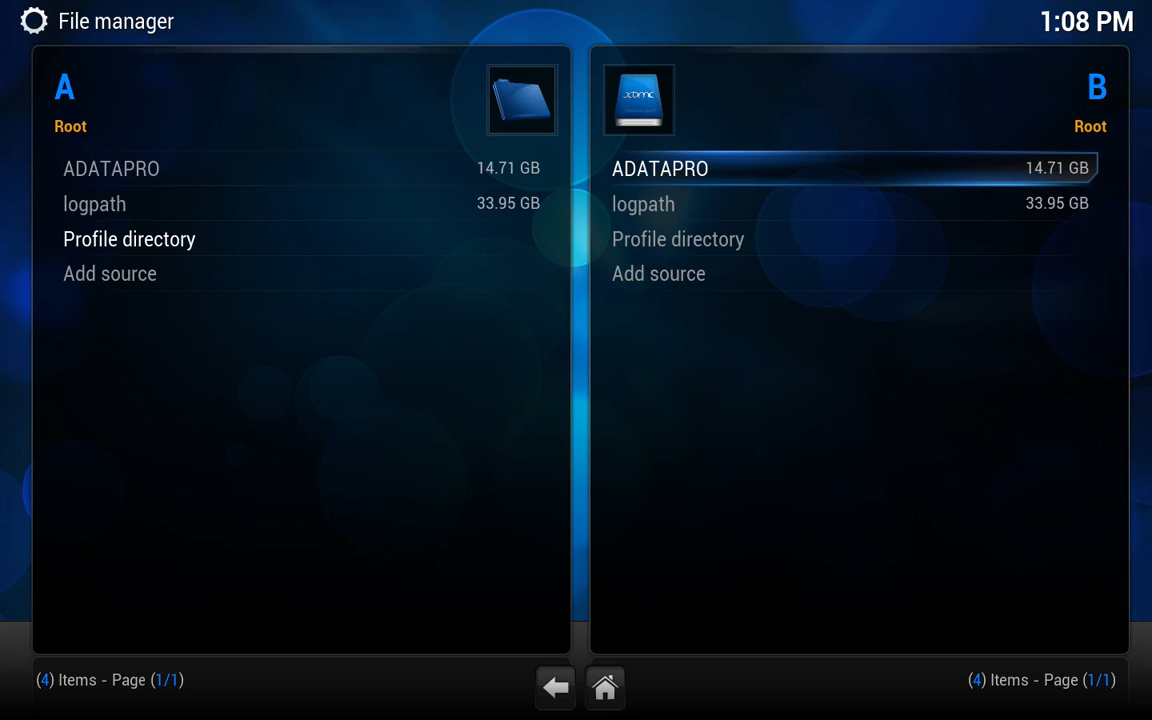 File manager
1:08 PM
A
Root
ADATAPRO 14.71 GB
logpath 33.95 GB
Profile directory
Add source
(4) Items - Page (1/1)
xbmc
B
Root
ADATAPRO 14.71 GB
logpath 33.95 GB
Profile directory
Add source
(4) Items - Page (1/1)